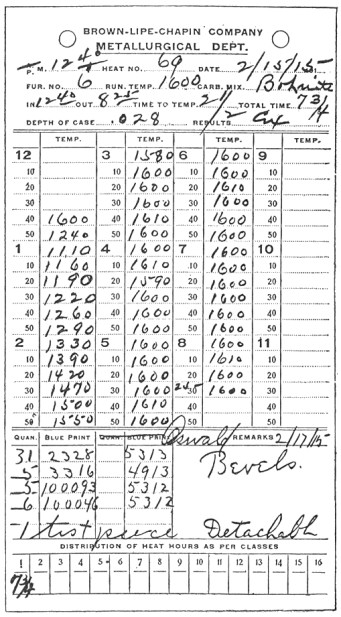 BROWN-LIPE-CHAPIN COMPANY
METALLURGICAL DEPT.
P. M. 12 40 HEAT NO. 69 DATE 2/15/15
FUR. NO. 6 RUN. TEMP. 1600 CARB. MIX.
IN 12 40 OUT. 8 25 TIME TO TEMP. TOTAL TIME. 7 3/4
DEPTH OF CASE .028 RESULTS
TEMP. TEMP. TEMP. TEMP.
12 3 1580 6 1600 9
10 10 1600 10 1600 10
20 20 1600 20 1610 20
30 30 1600 30 1600 30
40 1600 40 1610 40 1600 40
50 1240 50 1600 50 1600 50
1 1110 4 1600 7 1600 10
10 1160 10 1610 10 1600 10
20 1190 20 1590 20 1600 20
30 1220 30 1600 30 1600 30
40 1260 40 1600 40 1600 40
50 1290 50 1600 50 1600 50
2 1330 5 1600 8 1600 11
10 1390 10 1600 10 1610 10
20 1420 20 1600 20 1600 20
30 1470 30 1600 30 1600 30
40 1500 40 1610 40 40
50 1550 50 1600 50 50
QUAN. BLUE PRINT QUAN. BLUE PRINT Oswald REMARKS 2/17/15
31 2328 5313 Bevels.
5 3316 4913
5 100093 5312
6 100046 5312
1 test piece Detachabh
DISTRIBUTION OF HEAT HOURS AS PER CLASSES
1 2 3 4 5 6 7 8 9 10 11 12 13 14 15 16
7 3/4